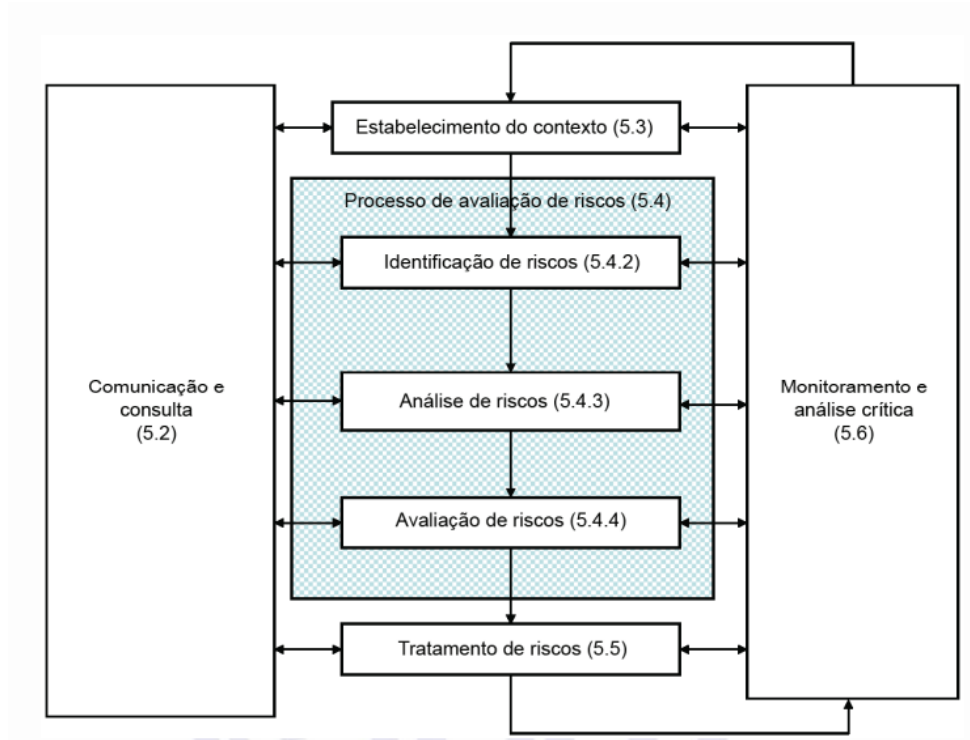 Estabelecimento do contexto (5.3)
Processo de avaliação de riscos (5.4)
Identificação de riscos (5.4.2)
Comunicação e
consulta
(5.2)
Análise de riscos (5.4.3)
Monitoramento e
análise crítica
(5.6)
Avaliação de riscos (5.4.4)
Tratamento de riscos (5.5)